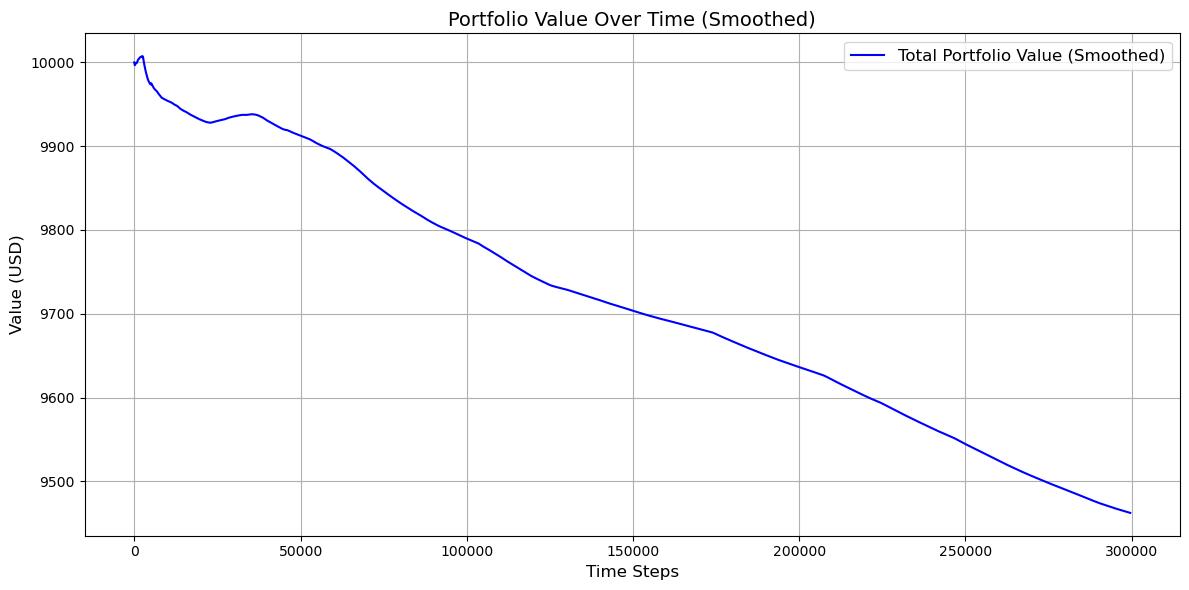 Portfolio Value Over Time (Smoothed)
Total Portfolio Value (Smoothed)
Value (USD)
10000
9900
9800
9700
9600
9500
0 50000 100000 150000 200000 250000 300000
Time Steps